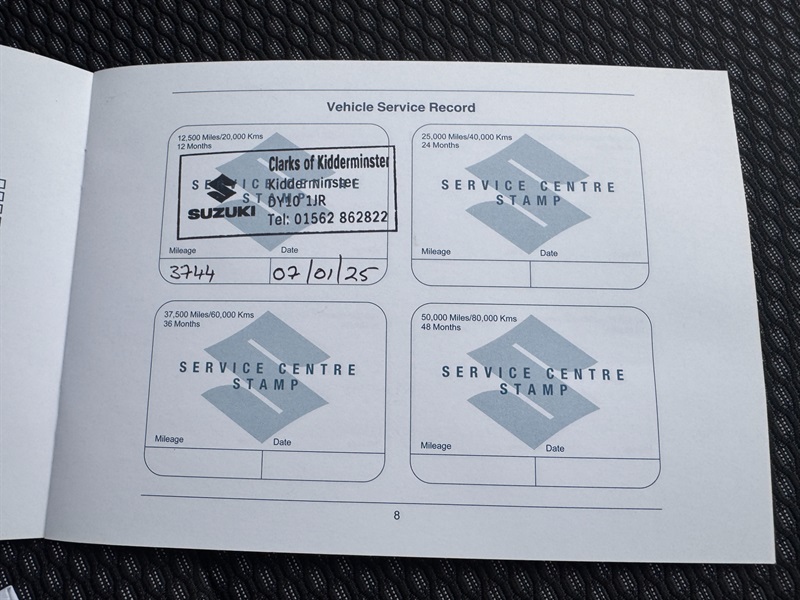 Vehicle Service Record
12,500 Miles/20,000 Kms
12 Months
SERVICE CENTRE
STAMP
Clarks of Kidderminster
Kidderminster
DY10 1JR
Tel: 01562 862822
SUZUKI
Mileage Date
3744 07/01/25
25,000 Miles/40,000 Kms
24 Months
SERVICE CENTRE
STAMP
Mileage Date
37,500 Miles/60,000 Kms
36 Months
SERVICE CENTRE
STAMP
Mileage Date
50,000 Miles/80,000 Kms
48 Months
SERVICE CENTRE
STAMP
Mileage Date
8